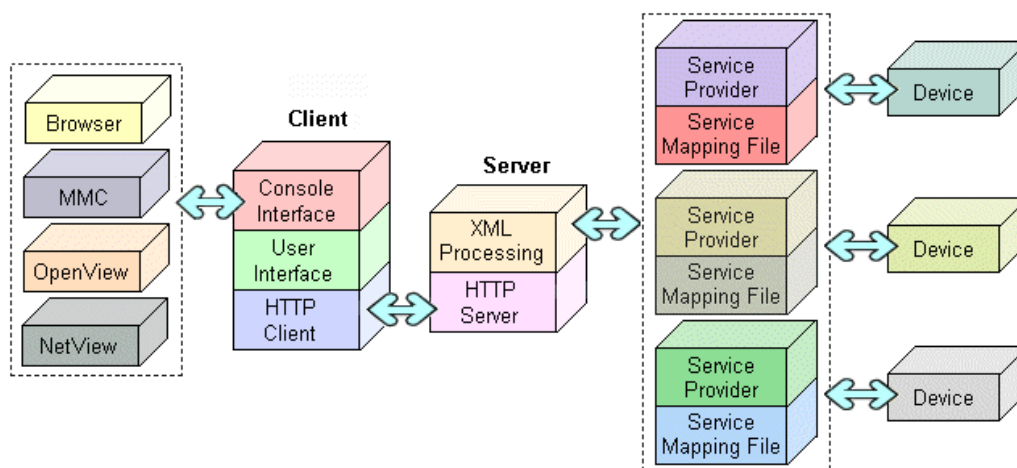 Browser
MMC
OpenView
NetView
Client
Console
Interface
User
Interface
HTTP
Client
Server
XML
Processing
HTTP
Server
Service
Provider
Service
Mapping File
Service
Provider
Service
Mapping File
Service
Provider
Service
Mapping File
Device
Device
Device